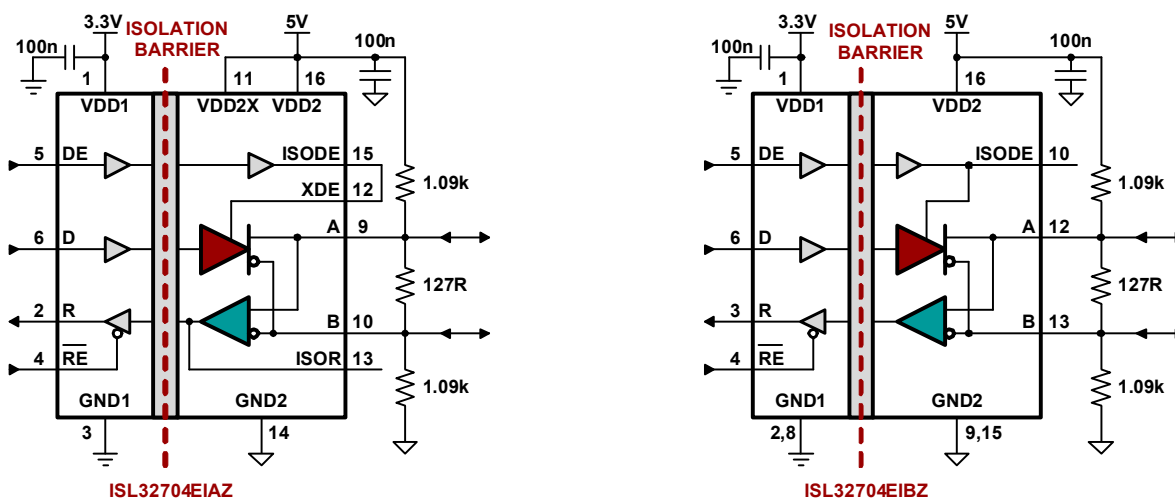 3.3V
ISOLATION
BARRIER
5V
100n
100n
1
11
16
VDD1
VDD2X
VDD2
5
DE
ISODE
15
XDE
12
1.09k
A
9
6
D
127R
2
R
B
10
4
RE
ISOR
13
1.09k
GND1
GND2
3
14
ISL32704EIAZ
3.3V
ISOLATION
BARRIER
5V
100n
100n
1
16
VDD1
VDD2
5
DE
ISODE
10
1.09k
A
12
6
D
127R
3
R
B
13
4
RE
1.09k
GND1
GND2
2,8
9,15
ISL32704EIBZ